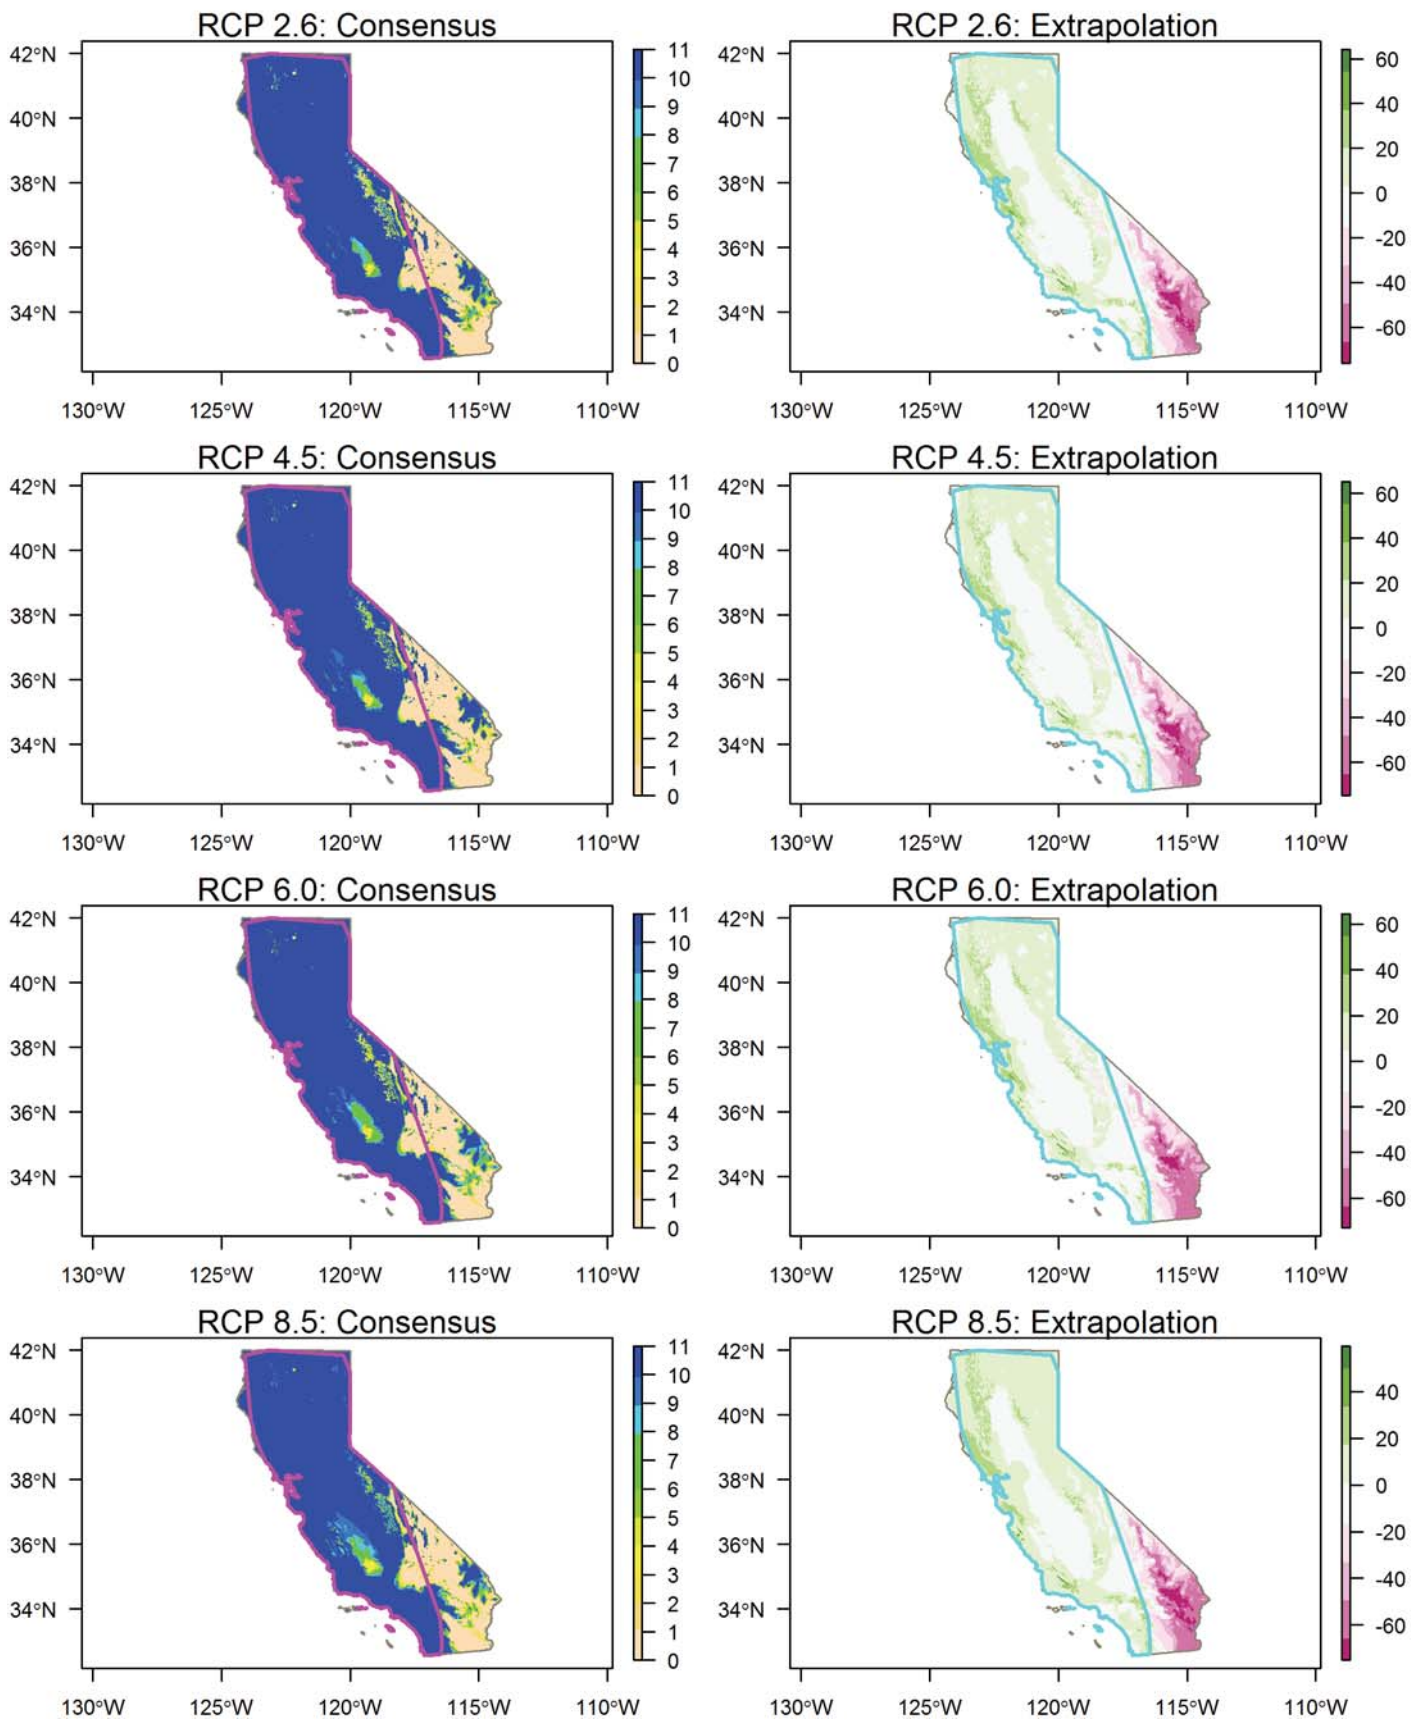 RCP 2.6: Consensus
42°N
40°N
38°N
36°N
34°N
130°W
125°W
120°W
115°W
110°W
11
10
9
8
7
6
5
4
3
2
1
0
RCP 2.6: Extrapolation
42°N
40°N
38°N
36°N
34°N
130°W
125°W
120°W
115°W
110°W
60
40
20
0
-20
-40
-60
RCP 4.5: Consensus
42°N
40°N
38°N
36°N
34°N
130°W
125°W
120°W
115°W
110°W
11
10
9
8
7
6
5
4
3
2
1
0
RCP 4.5: Extrapolation
42°N
40°N
38°N
36°N
34°N
130°W
125°W
120°W
115°W
110°W
60
40
20
0
-20
-40
-60
RCP 6.0: Consensus
42°N
40°N
38°N
36°N
34°N
130°W
125°W
120°W
115°W
110°W
11
10
9
8
7
6
5
4
3
2
1
0
RCP 6.0: Extrapolation
42°N
40°N
38°N
36°N
34°N
130°W
125°W
120°W
115°W
110°W
60
40
20
0
-20
-40
-60
RCP 8.5: Consensus
42°N
40°N
38°N
36°N
34°N
130°W
125°W
120°W
115°W
110°W
11
10
9
8
7
6
5
4
3
2
1
0
RCP 8.5: Extrapolation
42°N
40°N
38°N
36°N
34°N
130°W
125°W
120°W
115°W
110°W
40
20
0
-20
-40
-60